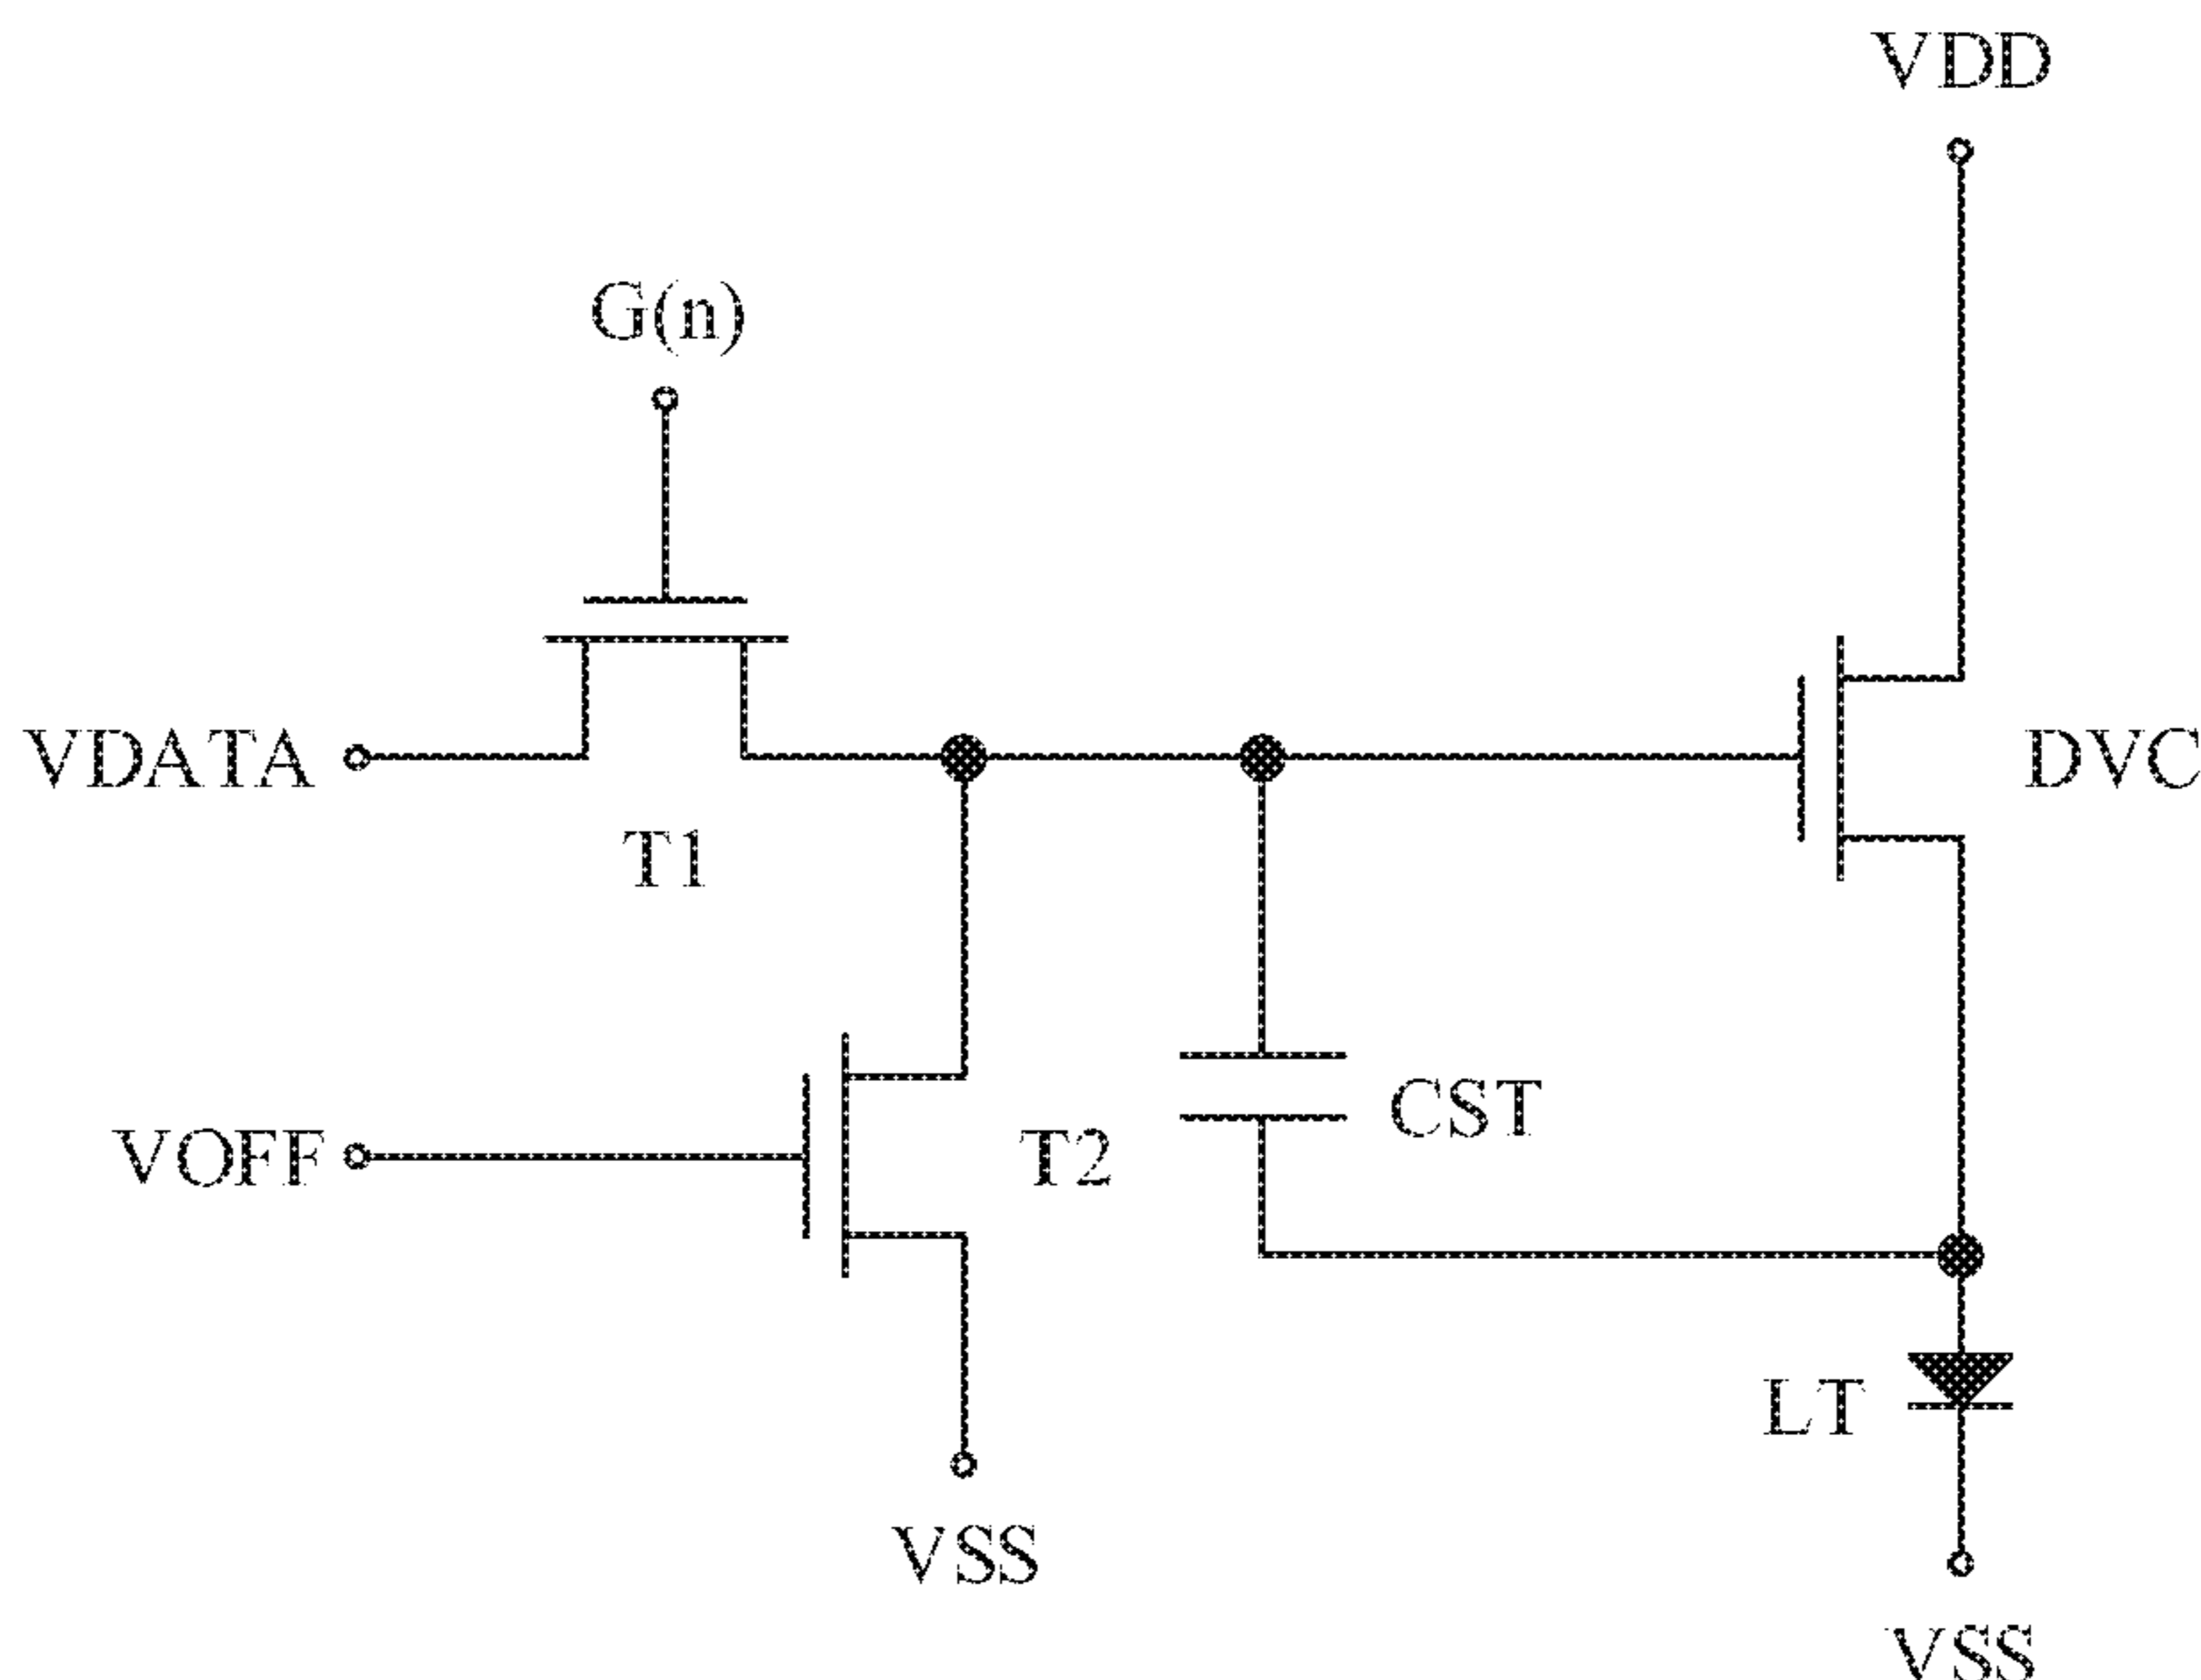 VDD
G(n)
VDATA
DVC
T1
CST
VOFF
T2
LT
VSS
VSS